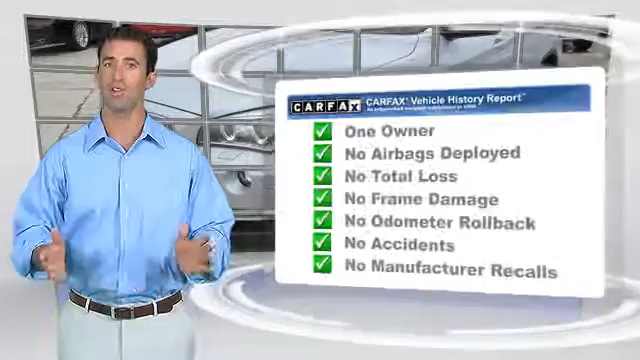 CARFAX CARFAX® Vehicle History Report™
One Owner
No Airbags Deployed
No Total Loss
No Frame Damage
No Odometer Rollback
No Accidents
No Manufacturer Recalls